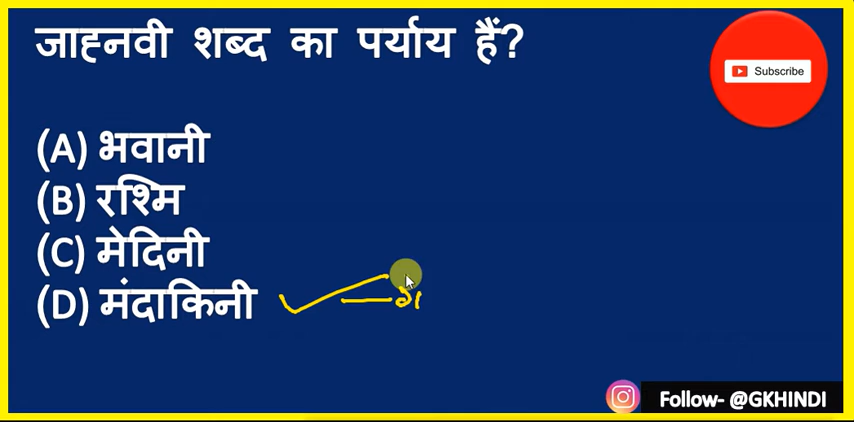 जाह्नवी शब्द का पर्याय हैं?
Subscribe
(A) भवानी
(B) रश्मि
(C) मेदिनी
(D) मंदाकिनी
Follow- @GKHINDI